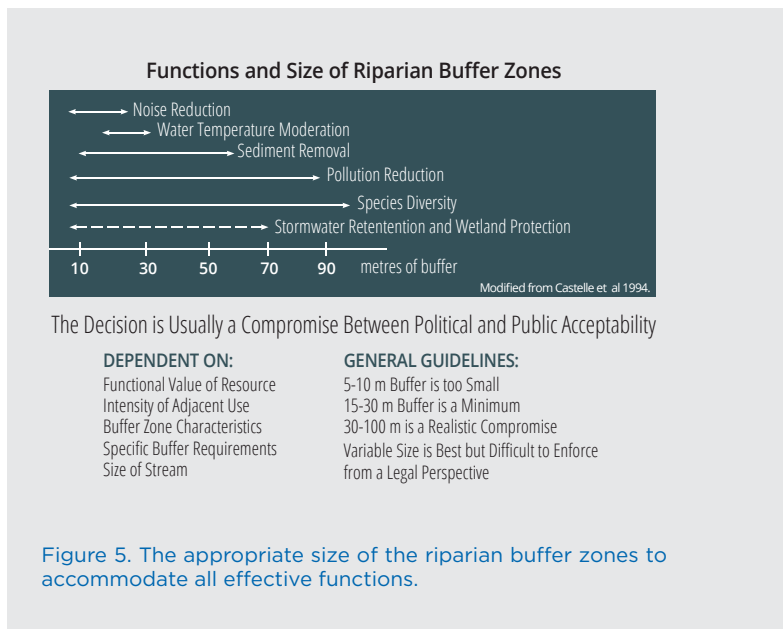 Functions and Size of Riparian Buffer Zones
Noise Reduction
Water Temperature Moderation
Sediment Removal
Pollution Reduction
Species Diversity
Stormwater Retentention and Wetland Protection
10 30 50 70 90 metres of buffer
Modified from Castelle et al 1994.
The Decision is Usually a Compromise Between Political and Public Acceptability
DEPENDENT ON:
Functional Value of Resource
Intensity of Adjacent Use
Buffer Zone Characteristics
Specific Buffer Requirements
Size of Stream
GENERAL GUIDELINES:
5-10 m Buffer is too Small
15-30 m Buffer is a Minimum
30-100 m is a Realistic Compromise
Variable Size is Best but Difficult to Enforce
from a Legal Perspective
Figure 5. The appropriate size of the riparian buffer zones to
accommodate all effective functions.